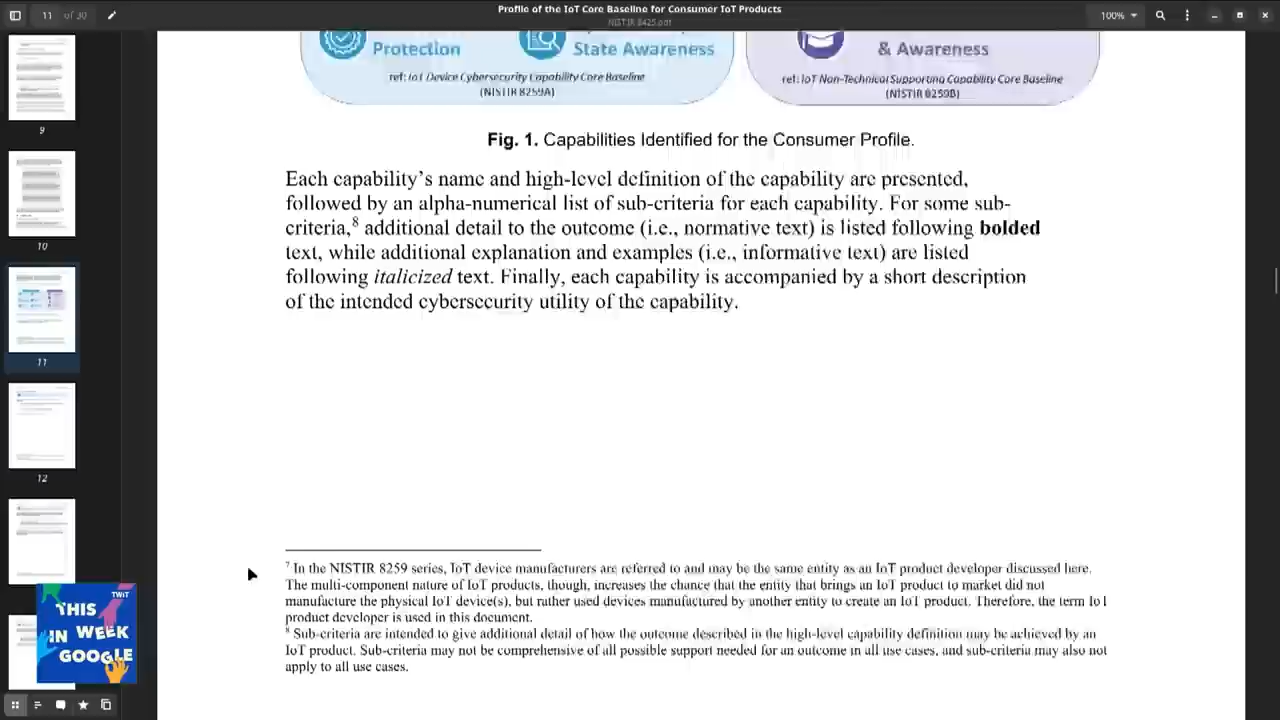 11 of 30
Profile of the IoT Core Baseline for Consumer IoT Products
NISTIR 8425.pdf
100%
9
10
11
12
Protection
State Awareness
& Awareness
ref: IoT Device Cybersecurity Capability Core Baseline
(NISTIR 8259A)
ref: IoT Non-Technical Supporting Capability Core Baseline
(NISTIR 8259B)
Fig. 1. Capabilities Identified for the Consumer Profile.
Each capability's name and high-level definition of the capability are presented,
followed by an alpha-numerical list of sub-criteria for each capability. For some sub-
criteria,8 additional detail to the outcome (i.e., normative text) is listed following bolded
text, while additional explanation and examples (i.e., informative text) are listed
following italicized text. Finally, each capability is accompanied by a short description
of the intended cybersecurity utility of the capability.
7 In the NISTIR 8259 series, IoT device manufacturers are referred to and may be the same entity as an IoT product developer discussed here.
The multi-component nature of IoT products, though, increases the chance that the entity that brings an IoT product to market did not
manufacture the physical IoT device(s), but rather used devices manufactured by another entity to create an IoT product. Therefore, the term IoT
product developer is used in this document.
8 Sub-criteria are intended to give additional detail of how the outcome described in the high-level capability definition may be achieved by an
IoT product. Sub-criteria may not be comprehensive of all possible support needed for an outcome in all use cases, and sub-criteria may also not
apply to all use cases.
TWiT
THIS
IN WEEK
GOOGLE